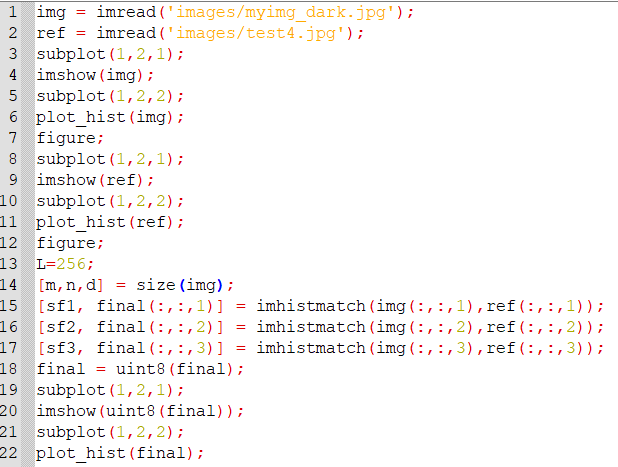 1 img = imread('images/myimg_dark.jpg');
2 ref = imread('images/test4.jpg');
3 subplot(1,2,1);
4 imshow(img);
5 subplot(1,2,2);
6 plot_hist(img);
7 figure;
8 subplot(1,2,1);
9 imshow(ref);
10 subplot(1,2,2);
11 plot_hist(ref);
12 figure;
13 L=256;
14 [m,n,d] = size(img);
15 [sf1, final(:,:,1)] = imhistmatch(img(:,:,1),ref(:,:,1));
16 [sf2, final(:,:,2)] = imhistmatch(img(:,:,2),ref(:,:,2));
17 [sf3, final(:,:,3)] = imhistmatch(img(:,:,3),ref(:,:,3));
18 final = uint8(final);
19 subplot(1,2,1);
20 imshow(uint8(final));
21 subplot(1,2,2);
22 plot_hist(final);